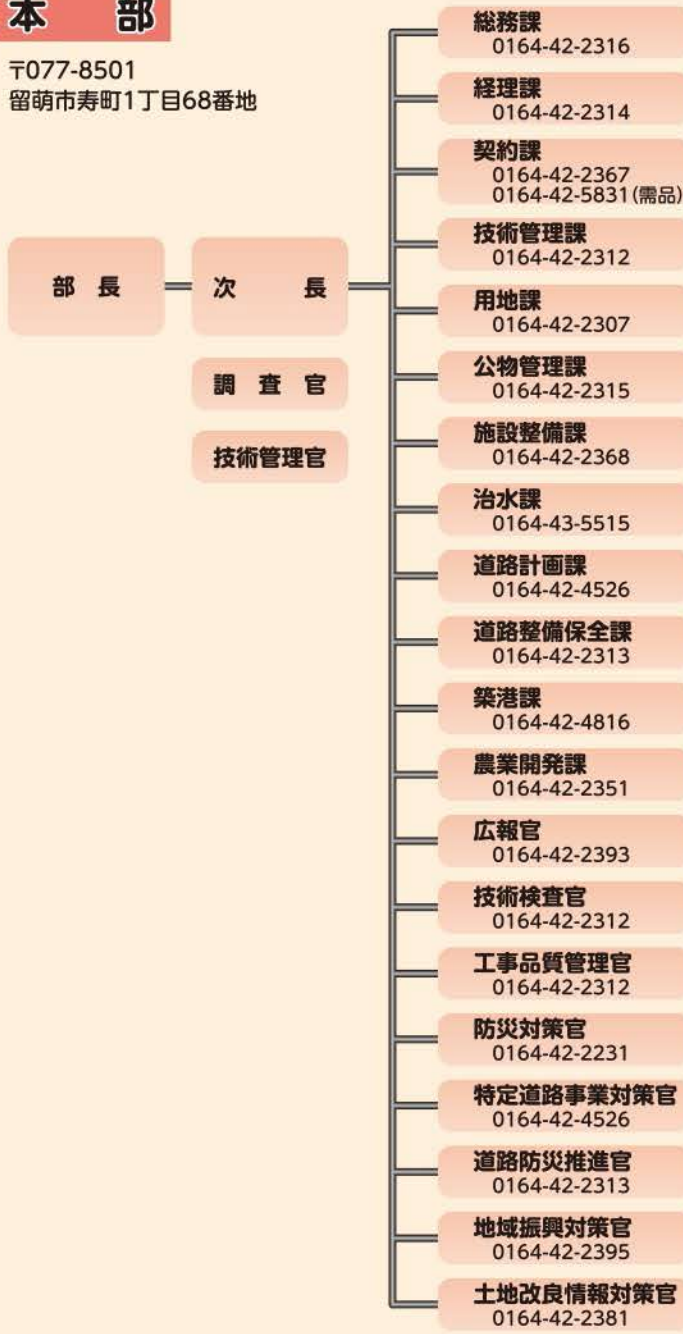 本 部
〒077-8501
留萌市寿町1丁目68番地
部 長
次 長
調 査 官
技術管理官
総務課
0164-42-2316
経理課
0164-42-2314
契約課
0164-42-2367
0164-42-5831(需品)
技術管理課
0164-42-2312
用地課
0164-42-2307
公物管理課
0164-42-2315
施設整備課
0164-42-2368
治水課
0164-43-5515
道路計画課
0164-42-4526
道路整備保全課
0164-42-2313
築港課
0164-42-4816
農業開発課
0164-42-2351
広報官
0164-42-2393
技術検査官
0164-42-2312
工事品質管理官
0164-42-2312
防災対策官
0164-42-2231
特定道路事業対策官
0164-42-4526
道路防災推進官
0164-42-2313
地域振興対策官
0164-42-2395
土地改良情報対策官
0164-42-2381